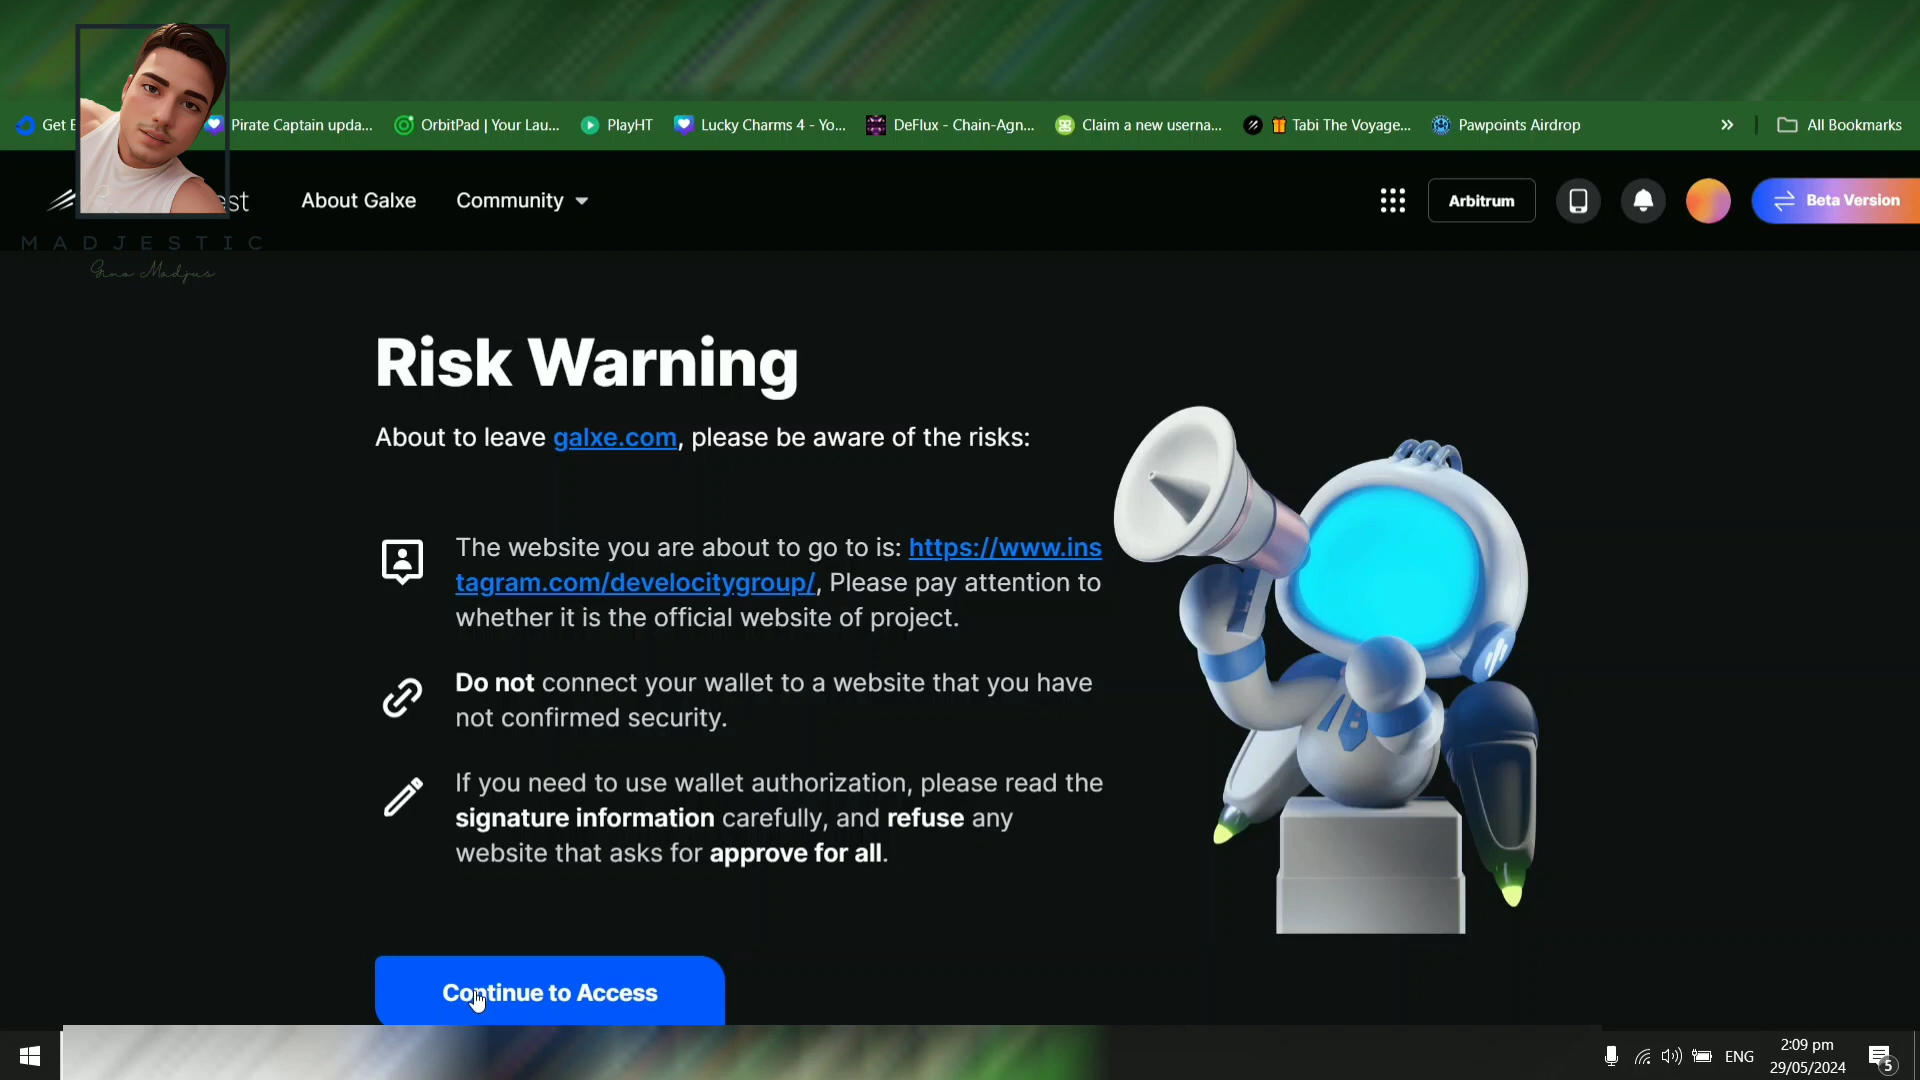 Get E
Pirate Captain upda...
OrbitPad | Your Lau...
PlayHT
Lucky Charms 4 - Yo...
DeFlux - Chain-Agn...
Claim a new userna...
Tabi The Voyage...
Pawpoints Airdrop
All Bookmarks
est
About Galxe
Community
Arbitrum
Beta Version
MADJESTIC
Gino Madjus
Risk Warning
About to leave galxe.com, please be aware of the risks:
The website you are about to go to is: https://www.ins
tagram.com/develocitygroup/, Please pay attention to
whether it is the official website of project.
Do not connect your wallet to a website that you have
not confirmed security.
If you need to use wallet authorization, please read the
signature information carefully, and refuse any
website that asks for approve for all.
Continue to Access
ENG
2:09 pm
29/05/2024
5